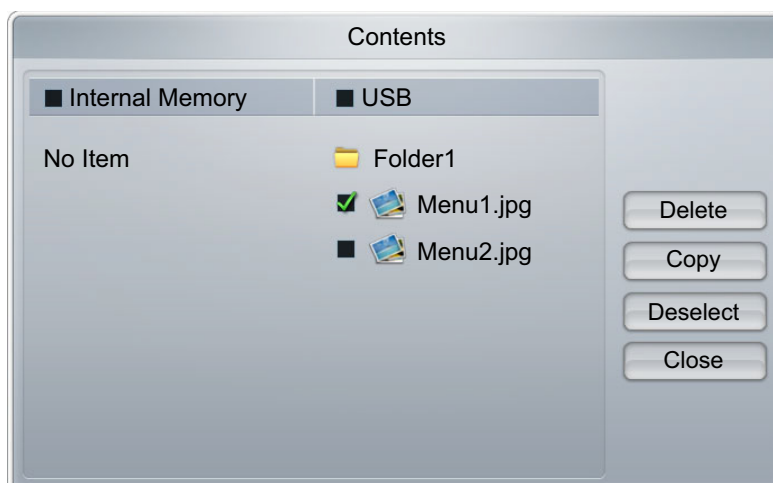 Contents
Internal Memory USB
No Item Folder1
Menu1.jpg
Menu2.jpg
Delete
Copy
Deselect
Close